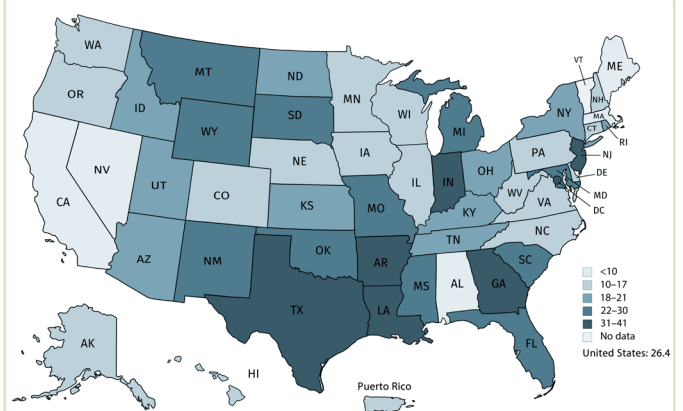 WA
OR
CA
NV
ID
MT
WY
UT
AZ
CO
NM
ND
SD
NE
KS
OK
TX
MN
IA
MO
AR
LA
WI
IL
MS
MI
IN
OH
KY
TN
AL
GA
FL
SC
NC
VA
WV
PA
NY
VT
NH
ME
MA
CT
RI
NJ
DE
MD
DC
AK
HI
Puerto Rico
<10
10–17
18–21
22–30
31–41
No data
United States: 26.4